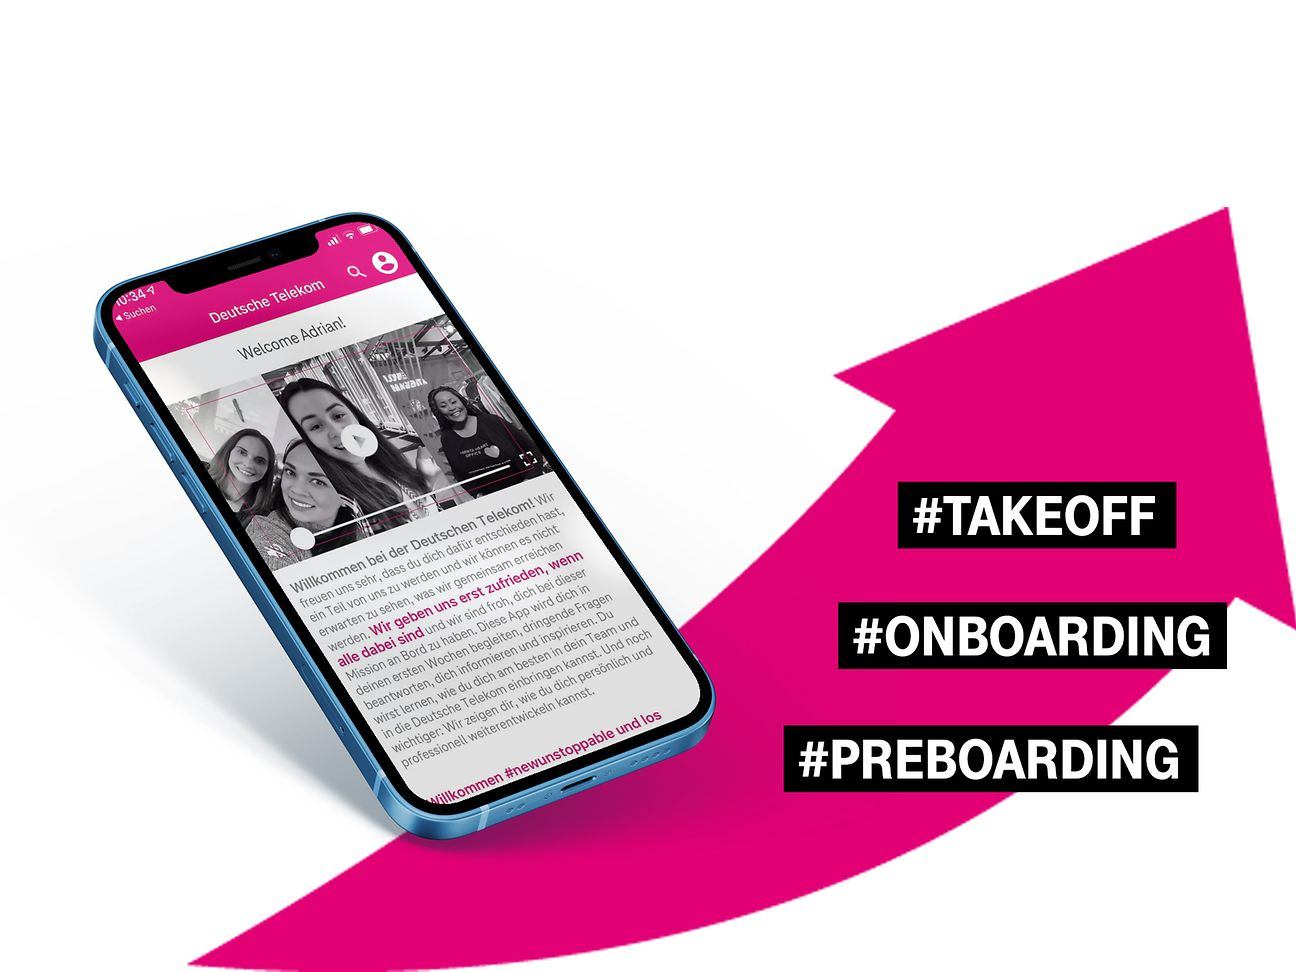 10:34
Suchen
Deutsche Telekom
Welcome Adrian!
Willkommen bei der Deutschen Telekom! Wir
freuen uns sehr, dass du dich dafür entschieden hast,
ein Teil von uns zu werden und wir können es nicht
erwarten zu sehen, was wir gemeinsam erreichen
werden. Wir geben uns erst zufrieden, wenn
alle dabei sind und wir sind froh, dich bei dieser
Mission an Bord zu haben. Diese App wird dich in
deinen ersten Wochen begleiten, dringende Fragen
beantworten, dich informieren und inspirieren. Du
wirst lernen, wie du dich am besten in dein Team und
in die Deutsche Telekom einbringen kannst. Und noch
wichtiger: Wir zeigen dir, wie du dich persönlich und
professionell weiterentwickeln kannst.
Willkommen #newunstoppable und los
#TAKEOFF
#ONBOARDING
#PREBOARDING